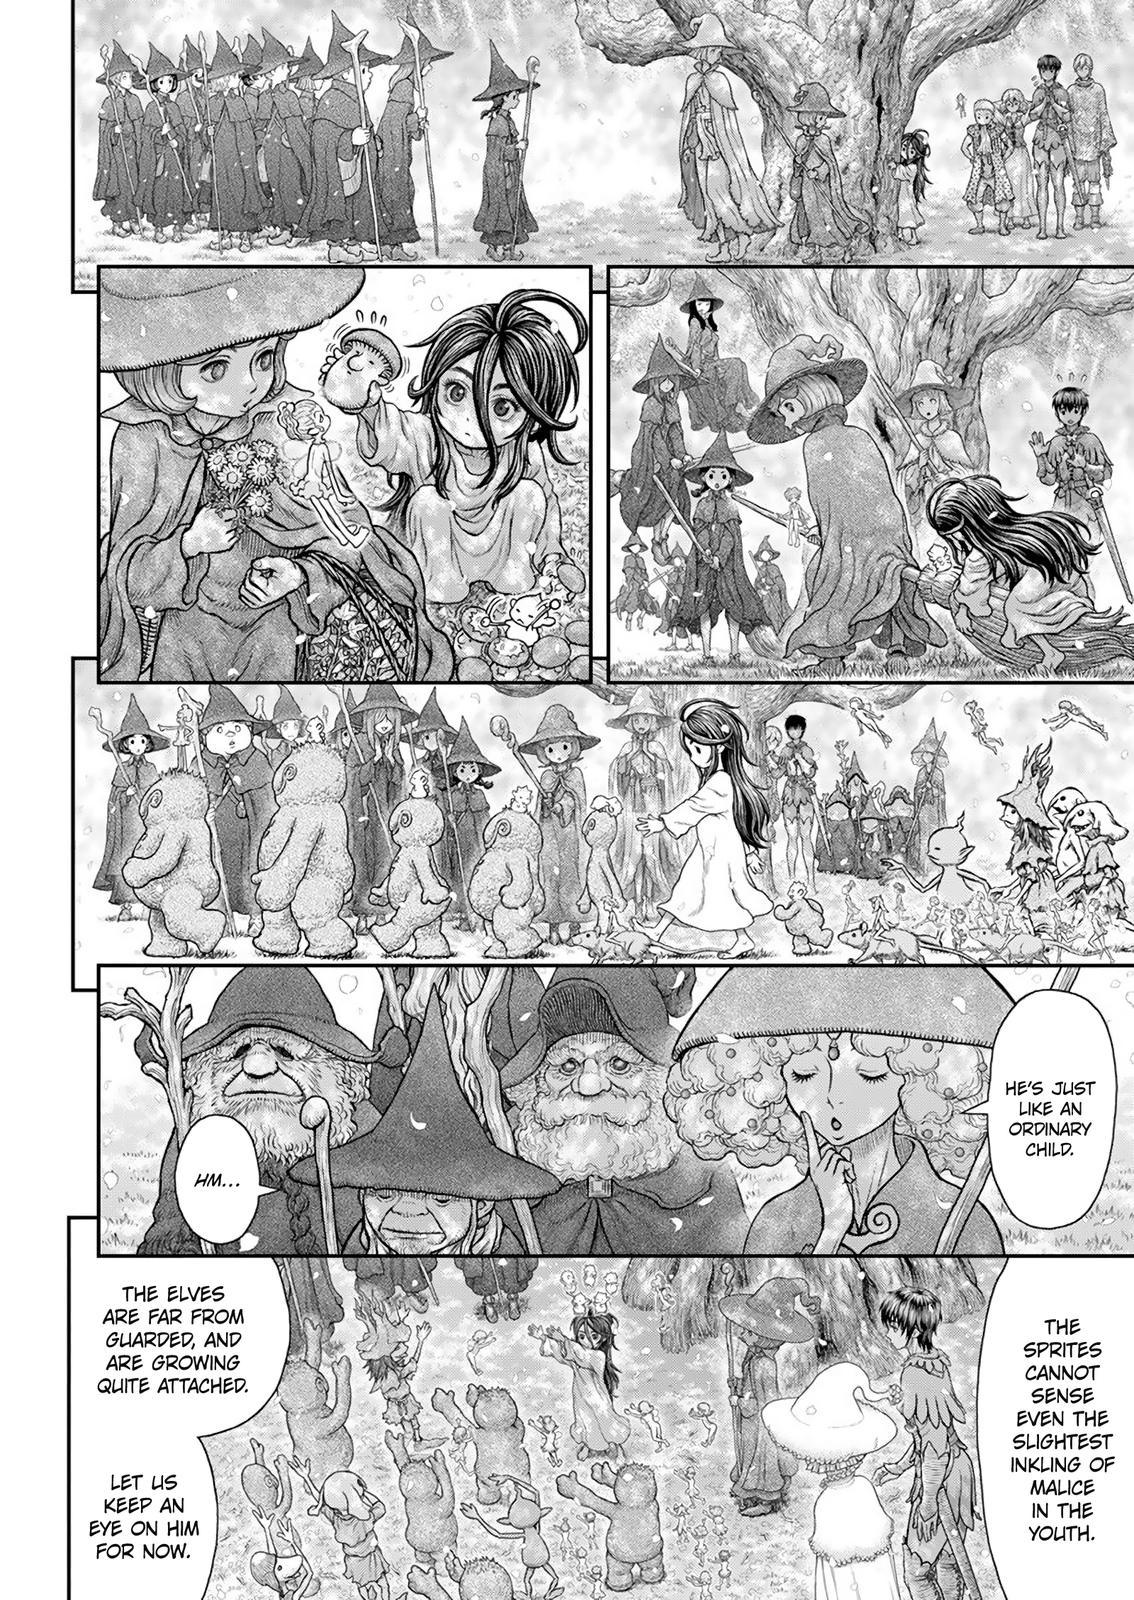 HE'S JUST
LIKE AN
ORDINARY
CHILD.
HM...
THE
SPRITES
CANNOT
SENSE
EVEN THE
SLIGHTEST
INKLING OF
MALICE
IN THE
YOUTH.
THE ELVES
ARE FAR FROM
GUARDED, AND
ARE GROWING
QUITE ATTACHED.
LET US
KEEP AN
EYE ON HIM
FOR NOW.